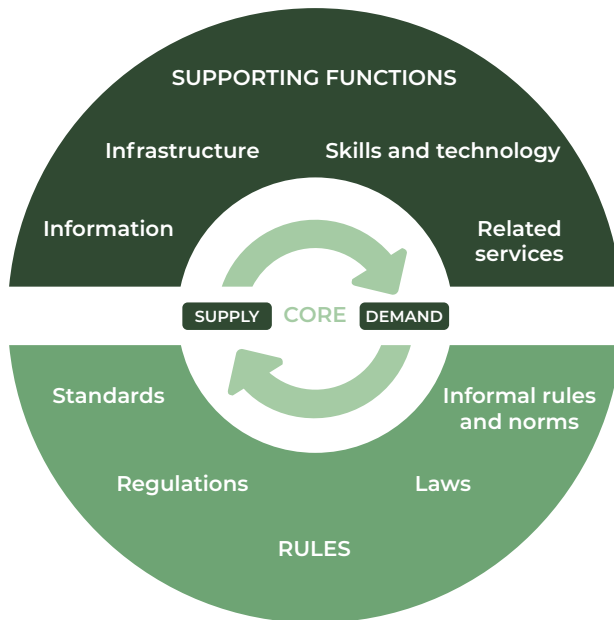 SUPPORTING FUNCTIONS
Infrastructure
Skills and technology
Information
Related
services
SUPPLY
CORE
DEMAND
Standards
Informal rules
and norms
Regulations
Laws
RULES